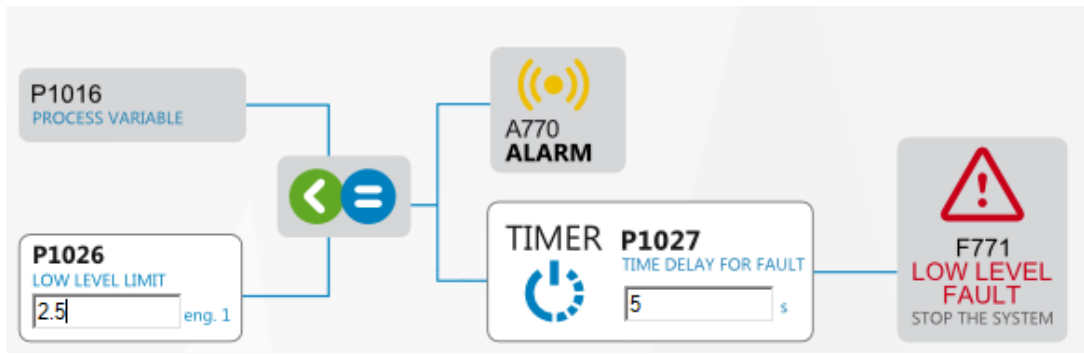 P1016
PROCESS VARIABLE
A770
ALARM
P1026
LOW LEVEL LIMIT
2.5 eng. 1
TIMER P1027
TIME DELAY FOR FAULT
5 s
F771
LOW LEVEL
FAULT
STOP THE SYSTEM